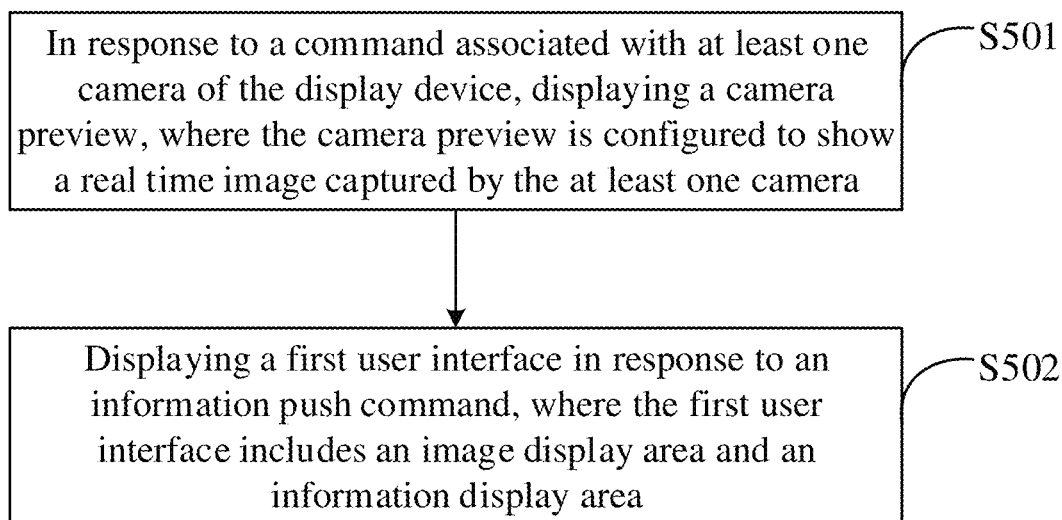 In response to a command associated with at least one
camera of the display device, displaying a camera
preview, where the camera preview is configured to show
a real time image captured by the at least one camera
S501
Displaying a first user interface in response to an
information push command, where the first user
interface includes an image display area and an
information display area
S502